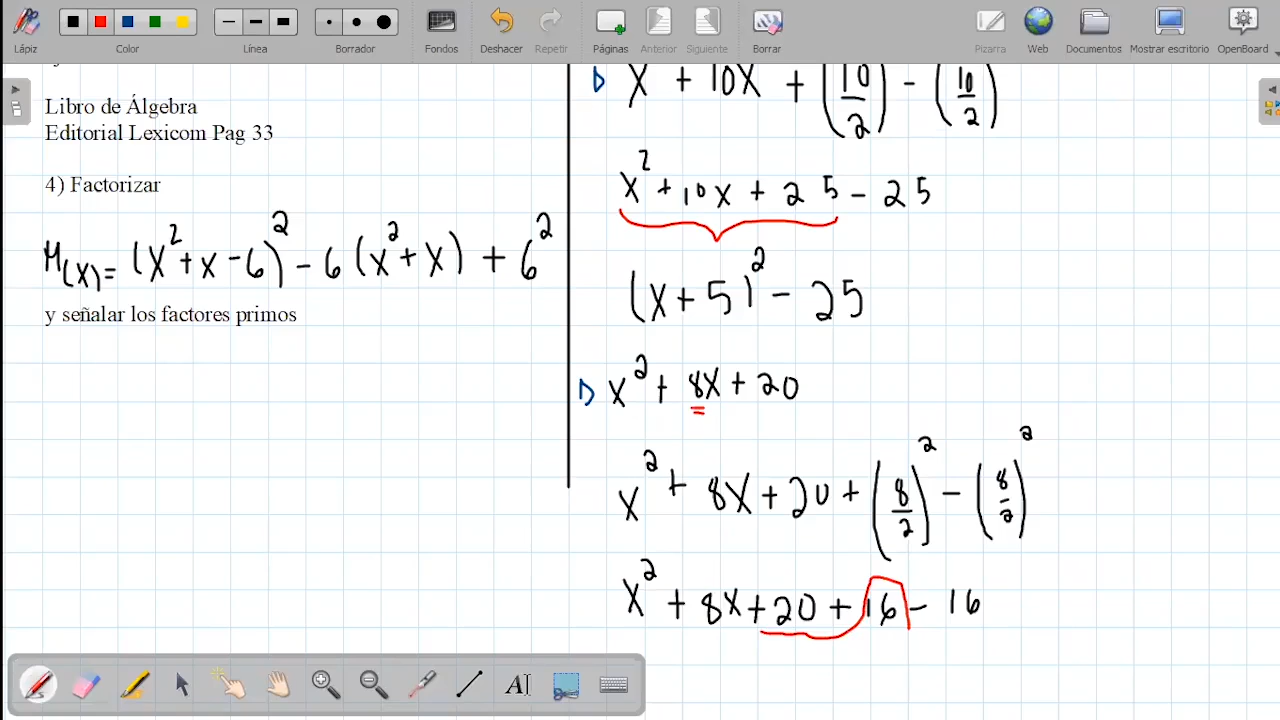 Lápiz Color Línea Borrador Fondos Deshacer Repetir Páginas Anterior Siguiente Borrar Pizarra Web Documentos Mostrar escritorio OpenBoard
Libro de Álgebra
Editorial Lexicom Pag 33
4) Factorizar
M(x) = (x² + x - 6)² - 6(x² + x) + 6²
y señalar los factores primos
x + 10x + (10/2) - (10/2)
x² + 10x + 25 - 25
(x + 5)² - 25
x² + 8x + 20
x² + 8x + 20 + (8/2)² - (8/2)²
x² + 8x + 20 + 16 - 16
AI